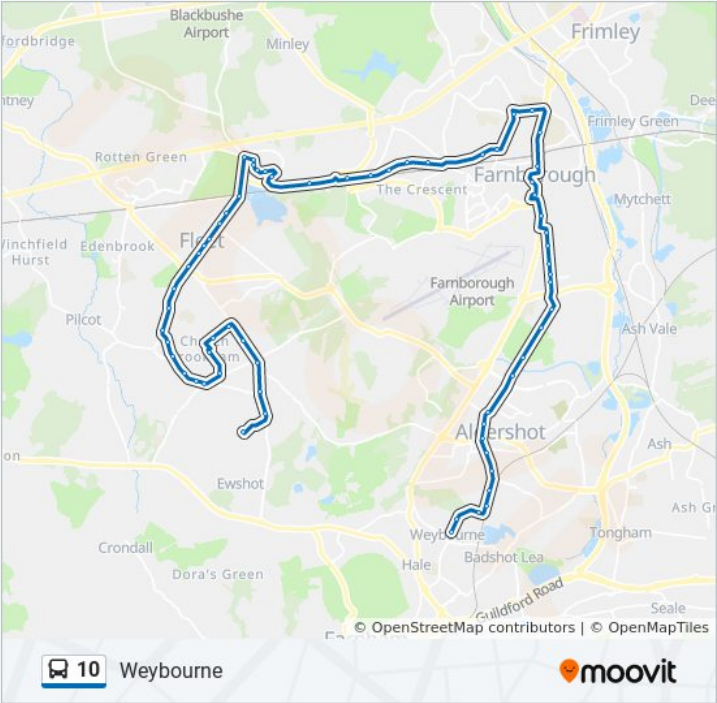 Blackbushe
Airport
Frimley
fordbridge
Minley
ntney
Dee
Frimley Green
Rotten Green
The Crescent
Farnborough
Mytchett
Winchfield
Hurst
Edenbrook
Fleet
Farnborough
Airport
Pilcot
Ash Vale
Church
Crookham
Aldershot
Ash
on
Ewshot
Ash Gr
Weybourne
Tongham
Crondall
Badshot Lea
Hale
Dora's Green
Guildford Road
Seale
Farnham
© OpenStreetMap contributors | © OpenMapTiles
10 Weybourne
moovit